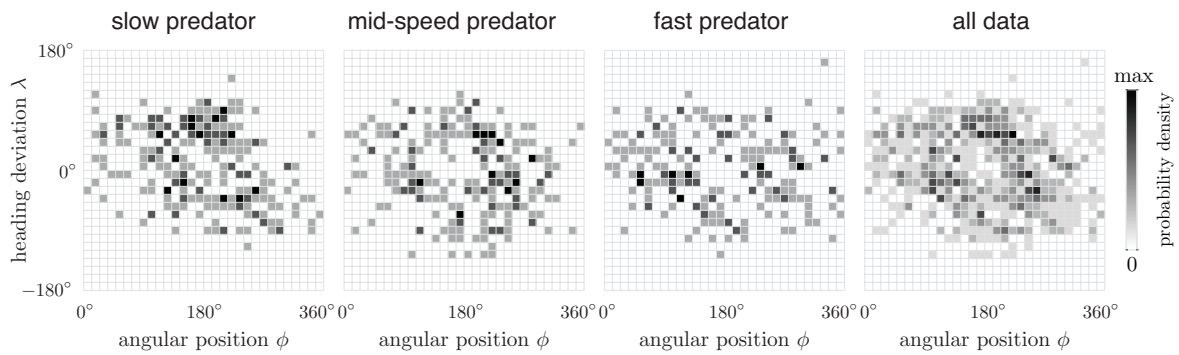 slow predator
mid-speed predator
fast predator
all data
180°
0°
−180°
heading deviation λ
0°
180°
360°
0°
180°
360°
0°
180°
360°
0°
180°
360°
angular position ϕ
angular position ϕ
angular position ϕ
angular position ϕ
max
0
probability density